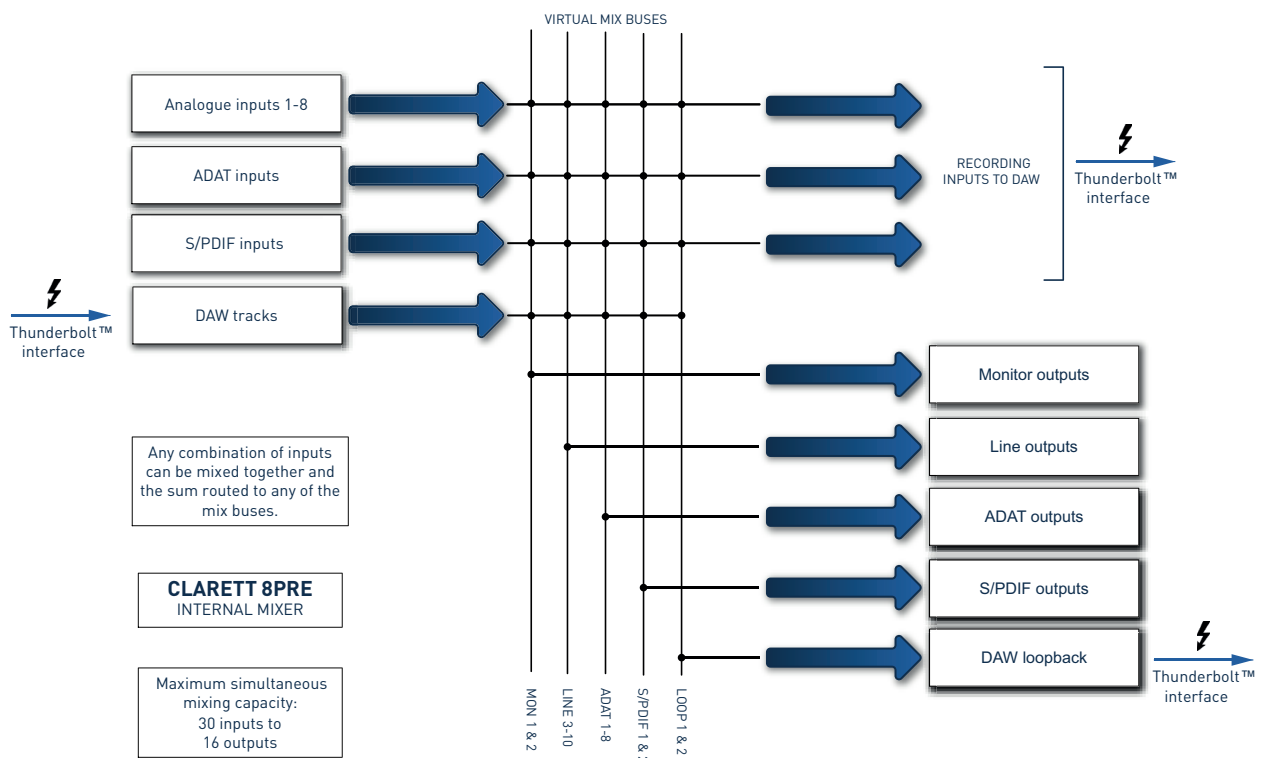 VIRTUAL MIX BUSES
Analogue inputs 1-8
ADAT inputs
S/PDIF inputs
DAW tracks
Thunderbolt™
interface
RECORDING
INPUTS TO DAW
Thunderbolt™
interface
Monitor outputs
Line outputs
ADAT outputs
S/PDIF outputs
DAW loopback
Thunderbolt™
interface
Any combination of inputs
can be mixed together and
the sum routed to any of the
mix buses.
CLARETT 8PRE
INTERNAL MIXER
Maximum simultaneous
mixing capacity:
30 inputs to
16 outputs
MON 1 & 2
LINE 3-10
ADAT 1-8
S/PDIF 1 &
LOOP 1 & 2